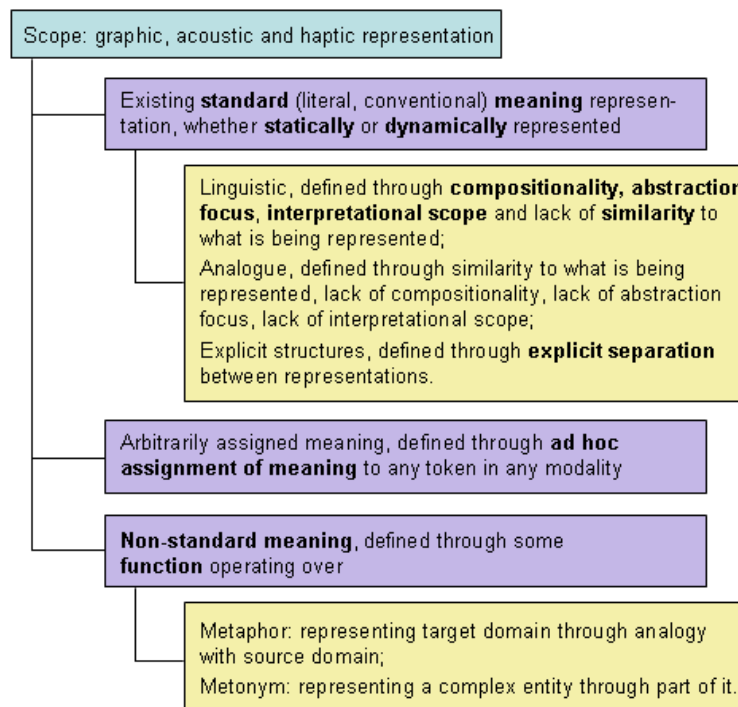 Scope: graphic, acoustic and haptic representation
Existing standard (literal, conventional) meaning represen-
tation, whether statically or dynamically represented
Linguistic, defined through compositionality, abstraction
focus, interpretational scope and lack of similarity to
what is being represented;
Analogue, defined through similarity to what is being
represented, lack of compositionality, lack of abstraction
focus, lack of interpretational scope;
Explicit structures, defined through explicit separation
between representations.
Arbitrarily assigned meaning, defined through ad hoc
assignment of meaning to any token in any modality
Non-standard meaning, defined through some
function operating over
Metaphor: representing target domain through analogy
with source domain;
Metonym: representing a complex entity through part of it.